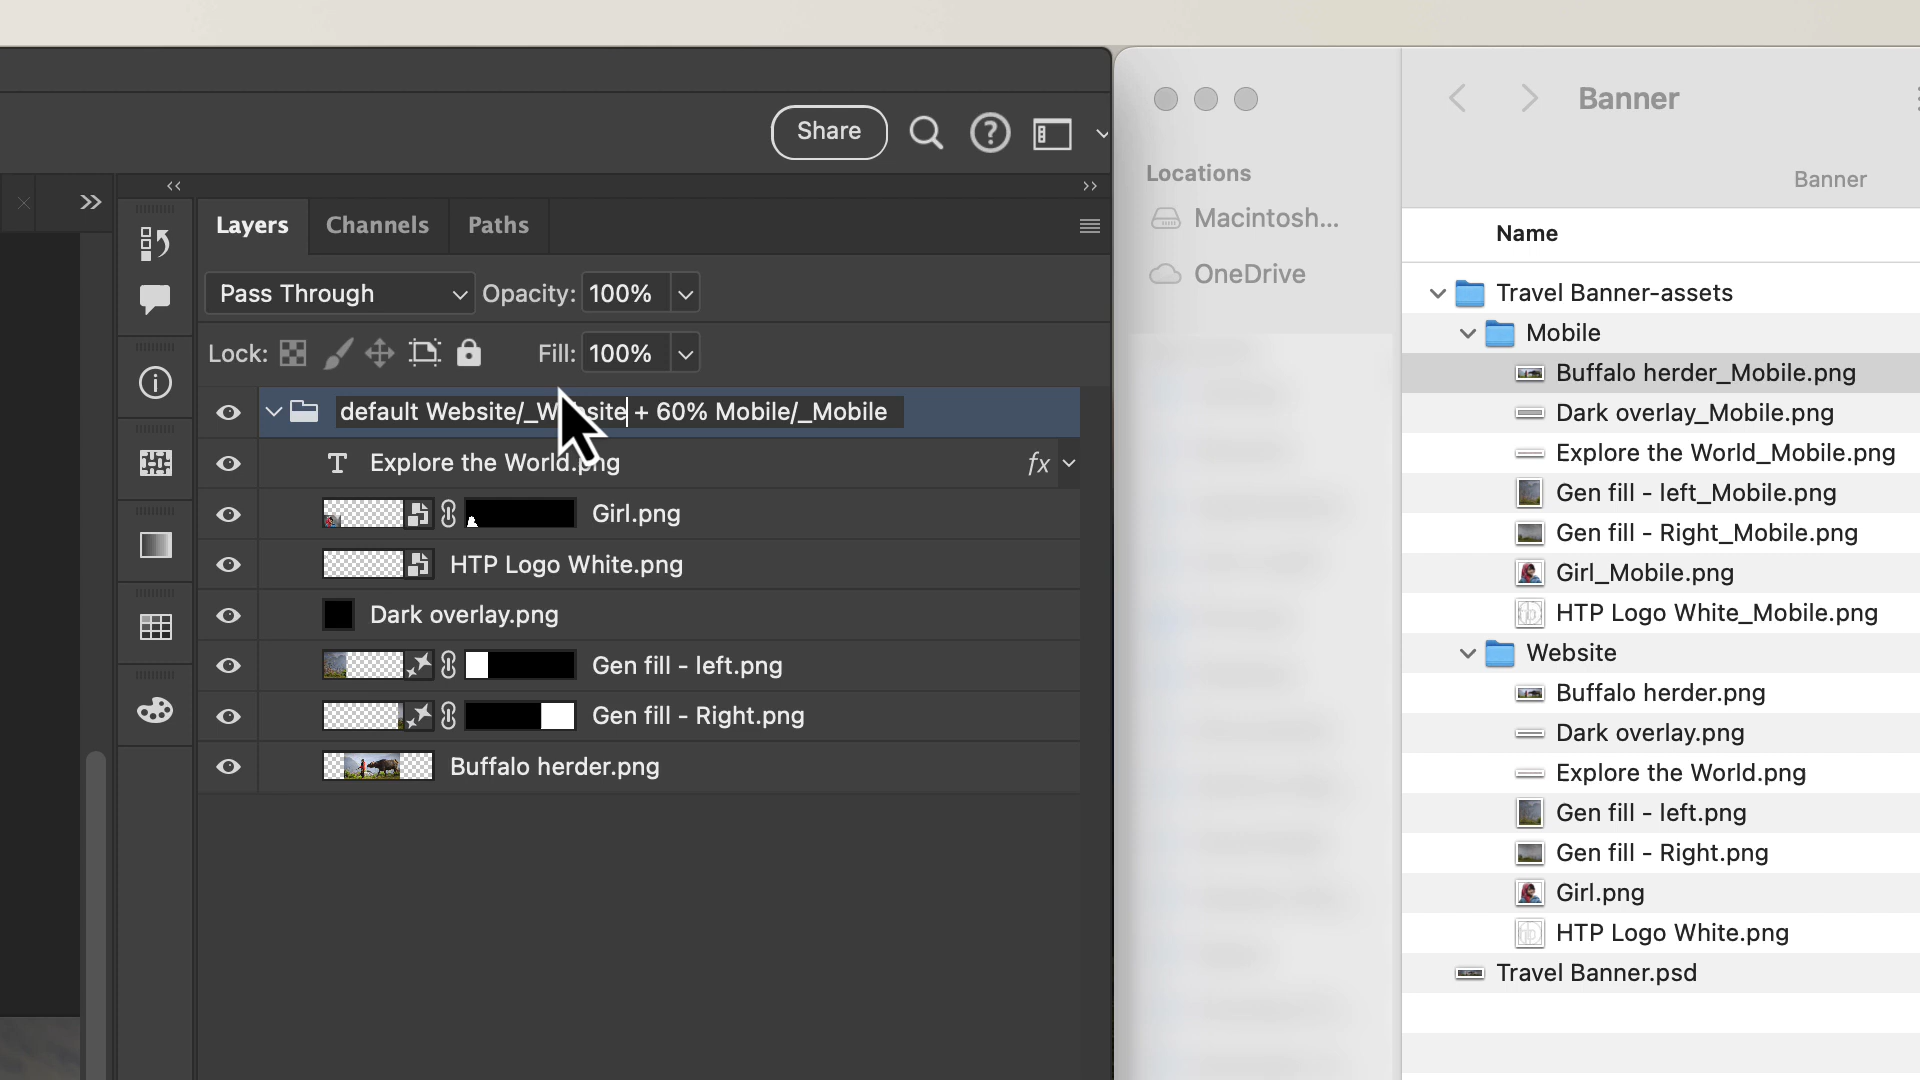 Share
Layers
Channels
Paths
Pass Through
Opacity:
100%
Lock:
Fill:
100%
default Website/_Website + 60% Mobile/_Mobile
Explore the World.png
fx
Girl.png
HTP Logo White.png
Dark overlay.png
Gen fill - left.png
Gen fill - Right.png
Buffalo herder.png
Banner
Locations
Macintosh...
OneDrive
Banner
Name
Travel Banner-assets
Mobile
Buffalo herder_Mobile.png
Dark overlay_Mobile.png
Explore the World_Mobile.png
Gen fill - left_Mobile.png
Gen fill - Right_Mobile.png
Girl_Mobile.png
HTP Logo White_Mobile.png
Website
Buffalo herder.png
Dark overlay.png
Explore the World.png
Gen fill - left.png
Gen fill - Right.png
Girl.png
HTP Logo White.png
Travel Banner.psd